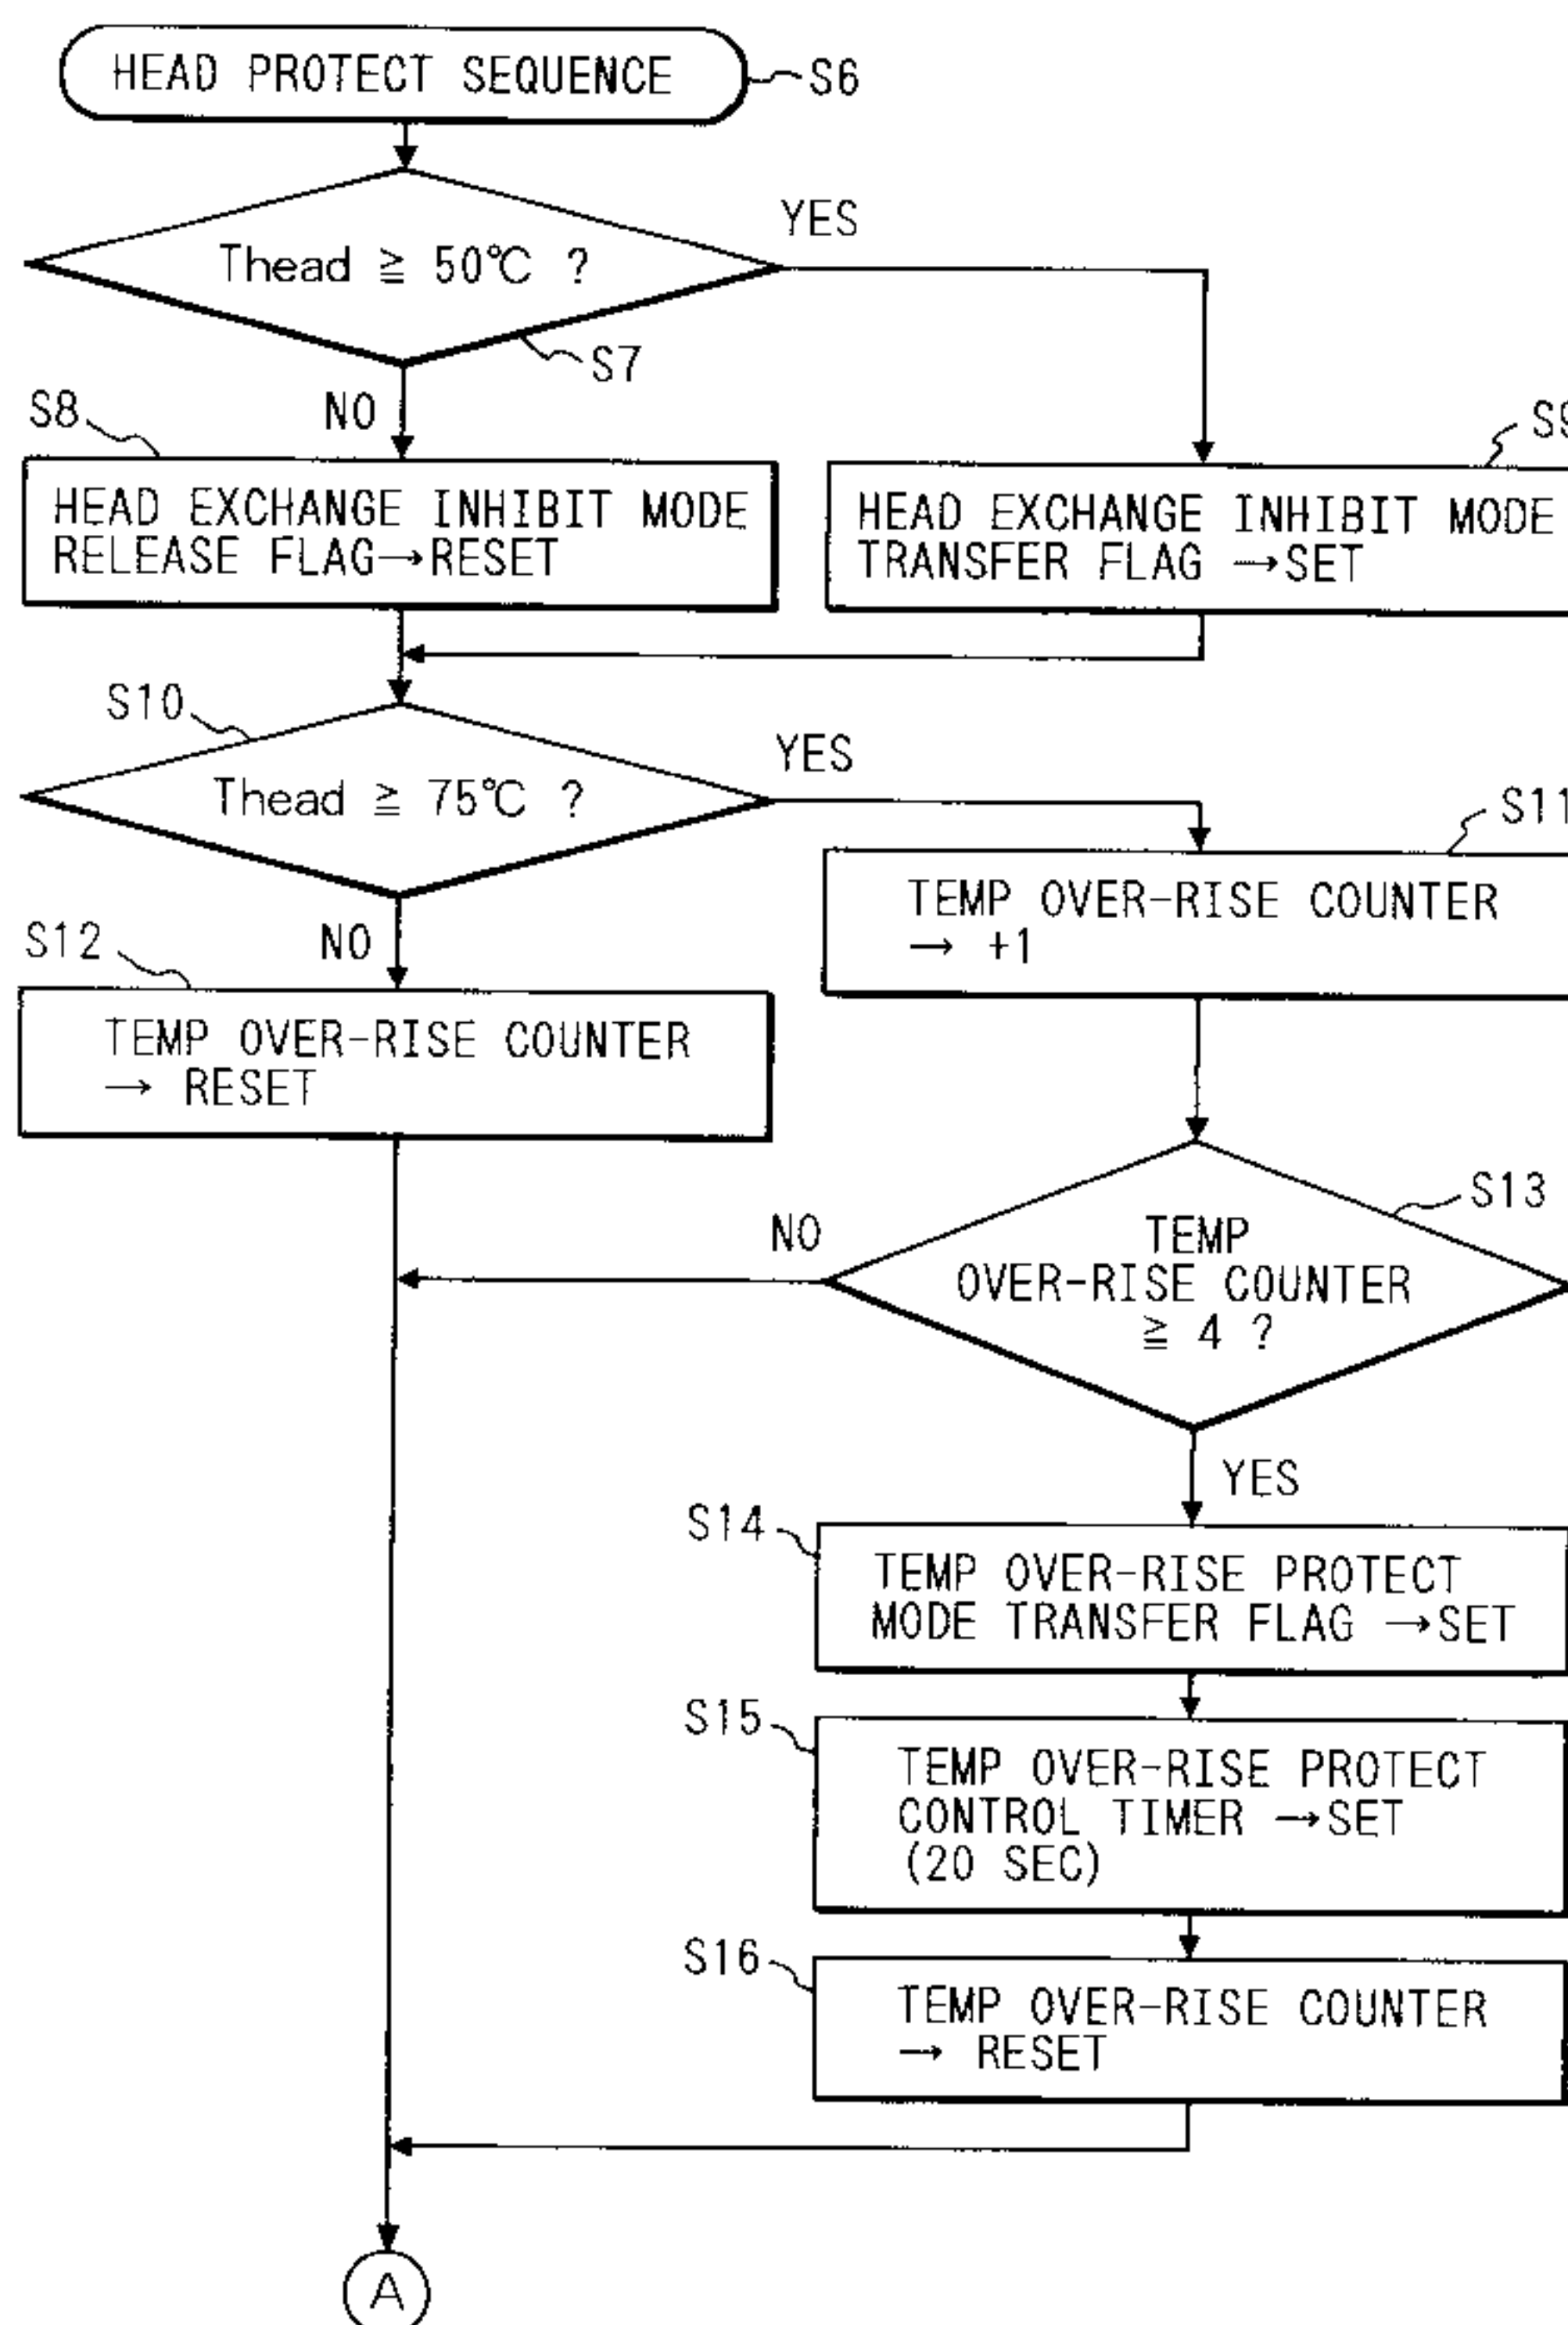 HEAD PROTECT SEQUENCE
S6
YES
Thead ≧ 50℃ ?
S7
NO
S8
HEAD EXCHANGE INHIBIT MODE
RELEASE FLAG→RESET
S9
HEAD EXCHANGE INHIBIT MODE
TRANSFER FLAG →SET
S10
YES
Thead ≧ 75℃ ?
S11
TEMP OVER-RISE COUNTER
→ +1
NO
S12
TEMP OVER-RISE COUNTER
→ RESET
S13
NO
TEMP
OVER-RISE COUNTER
≧ 4 ?
YES
S14
TEMP OVER-RISE PROTECT
MODE TRANSFER FLAG →SET
S15
TEMP OVER-RISE PROTECT
CONTROL TIMER →SET
(20 SEC)
S16
TEMP OVER-RISE COUNTER
→ RESET
A